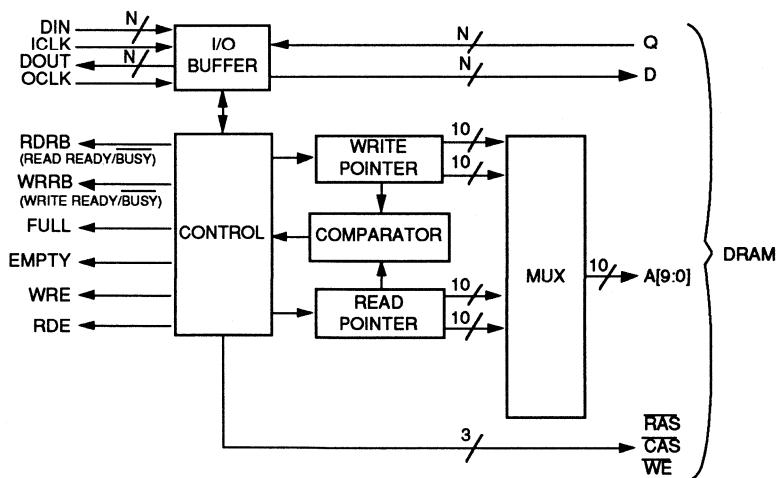 DIN
N
ICLK
DOUT
N
OCLK
I/O
BUFFER
N
Q
N
D
RDRB
(READ READY/BUSY)
WRRB
(WRITE READY/BUSY)
FULL
EMPTY
WRE
RDE
CONTROL
WRITE
POINTER
10
10
COMPARATOR
READ
POINTER
10
10
MUX
10
A[9:0]
DRAM
3
RAS
CAS
WE